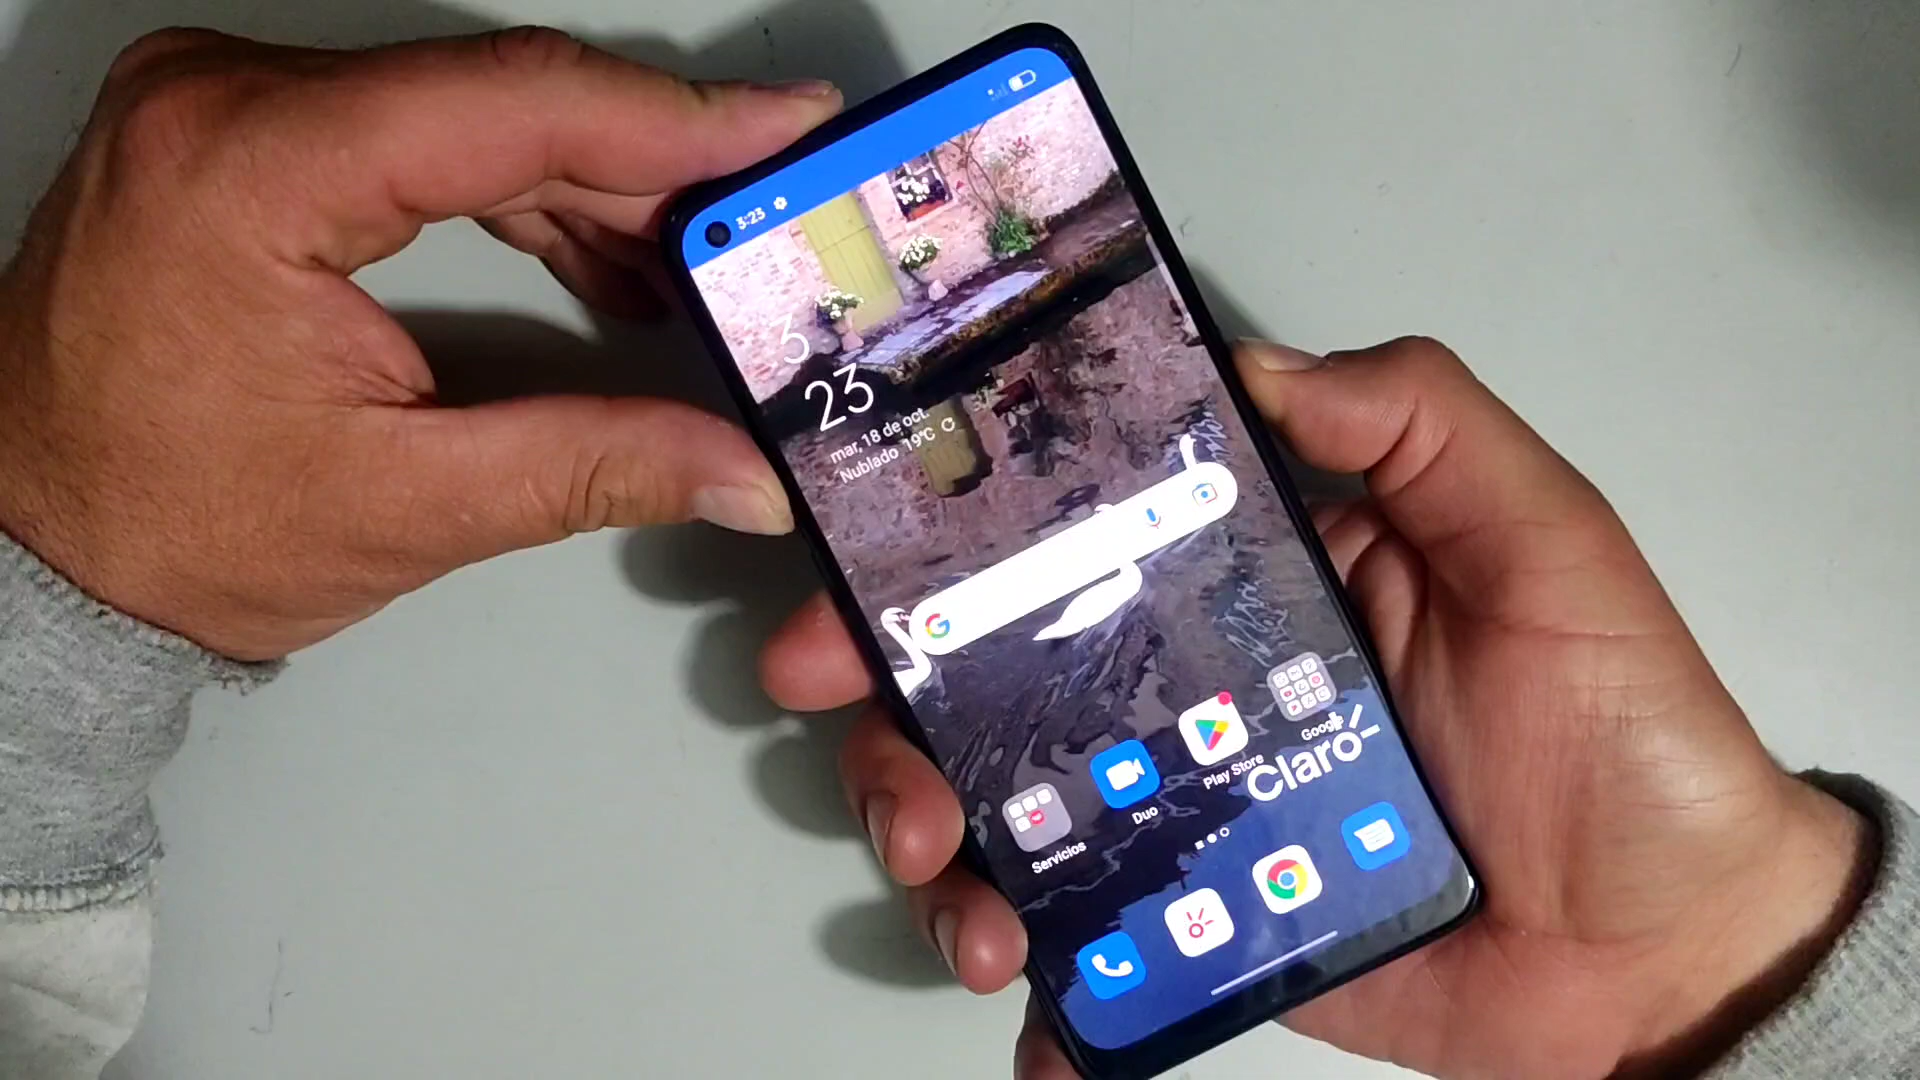 3:23
3
23
mar, 18 de oct.
Nublado 19°C
Servicios
Duo
Play Store
Google
Claro